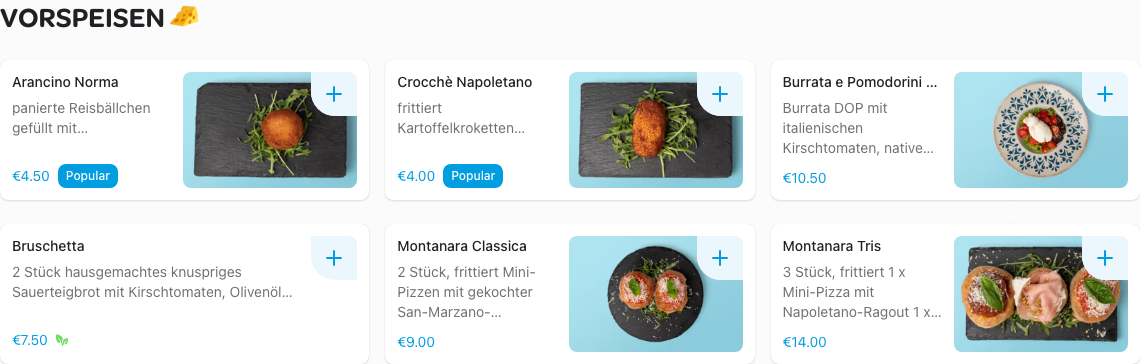 VORSPEISEN 🧀
Arancino Norma
panierte Reisbällchen
gefüllt mit...
€4.50 Popular
Crocchè Napoletano
frittiert
Kartoffelkroketten...
€4.00 Popular
Burrata e Pomodorini ...
Burrata DOP mit
italienischen
Kirschtomaten, native...
€10.50
Bruschetta
2 Stück hausgemachtes knuspriges
Sauerteigbrot mit Kirschtomaten, Olivenöl...
€7.50
Montanara Classica
2 Stück, frittiert Mini-
Pizzen mit gekochter
San-Marzano-...
€9.00
Montanara Tris
3 Stück, frittiert 1 x
Mini-Pizza mit
Napoletano-Ragout 1 x...
€14.00